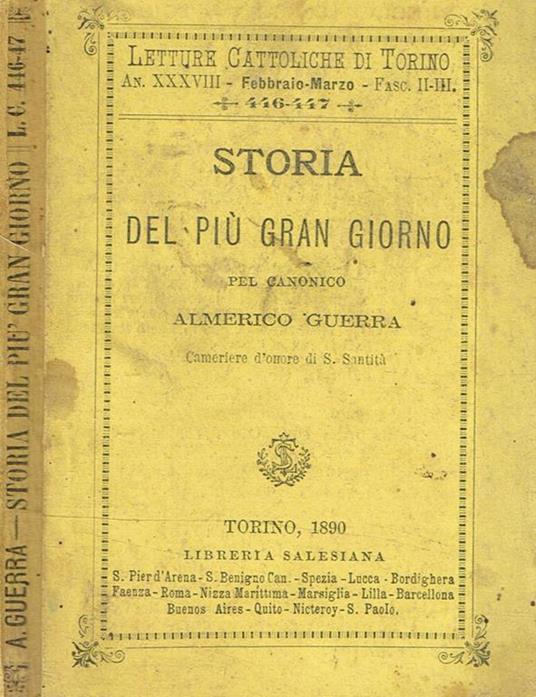 A. GUERRA — STORIA DEL PIU' GRAN GIORNO L. C. 446-47
LETTURE CATTOLICHE DI TORINO
AN. XXXVIII - Febbraio-Marzo - FASC. II-III.
446-447
STORIA
DEL PIÙ GRAN GIORNO
PEL CANONICO
ALMERICO GUERRA
Cameriere d'onore di S. Santità
TORINO, 1890
LIBRERIA SALESIANA
S. Pier d'Arena - S. Benigno Can. - Spezia - Lucca - Bordighera
Faenza - Roma - Nizza Marittima - Marsiglia - Lilla - Barcellona
Buenos Aires - Quito - Nicteroy - S. Paolo.